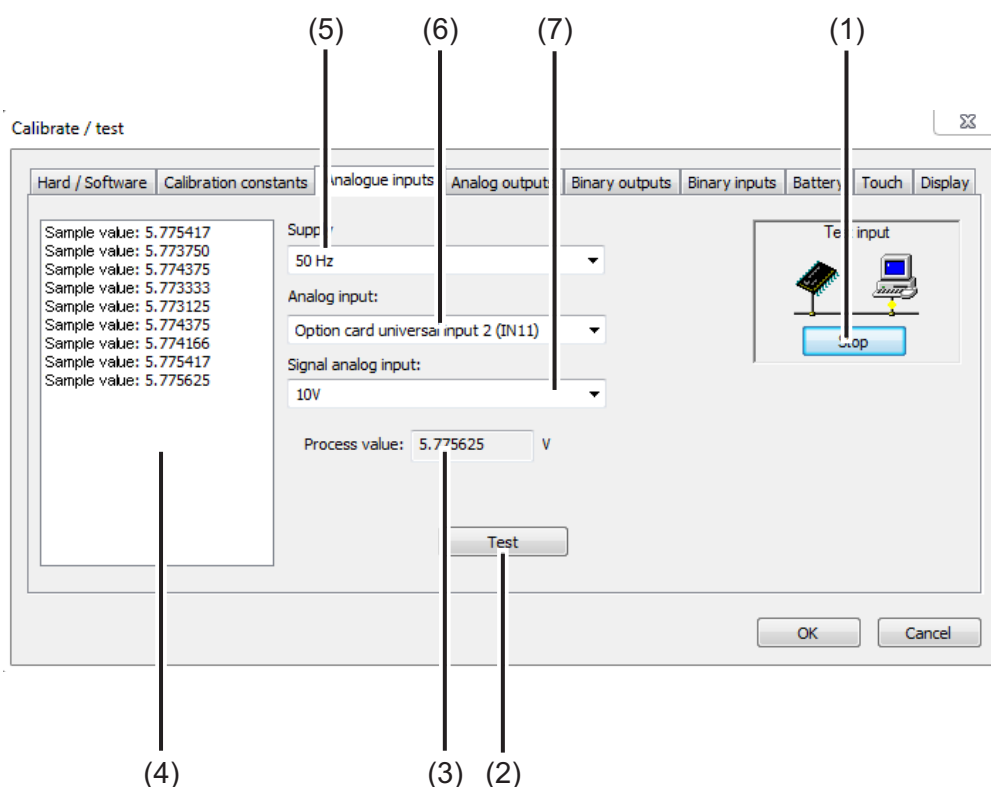 (5) (6) (7) (1)
Calibrate / test
Hard / Software Calibration constants Analogue inputs Analog outputs Binary outputs Binary inputs Battery Touch Display
Sample value: 5.775417
Sample value: 5.773750
Sample value: 5.774375
Sample value: 5.773333
Sample value: 5.773125
Sample value: 5.774375
Sample value: 5.774166
Sample value: 5.775417
Sample value: 5.775625
Supply
50 Hz
Analog input:
Option card universal input 2 (IN11)
Signal analog input:
10V
Process value: 5.775625 V
Test
Test input
Stop
OK Cancel
(4) (3) (2)